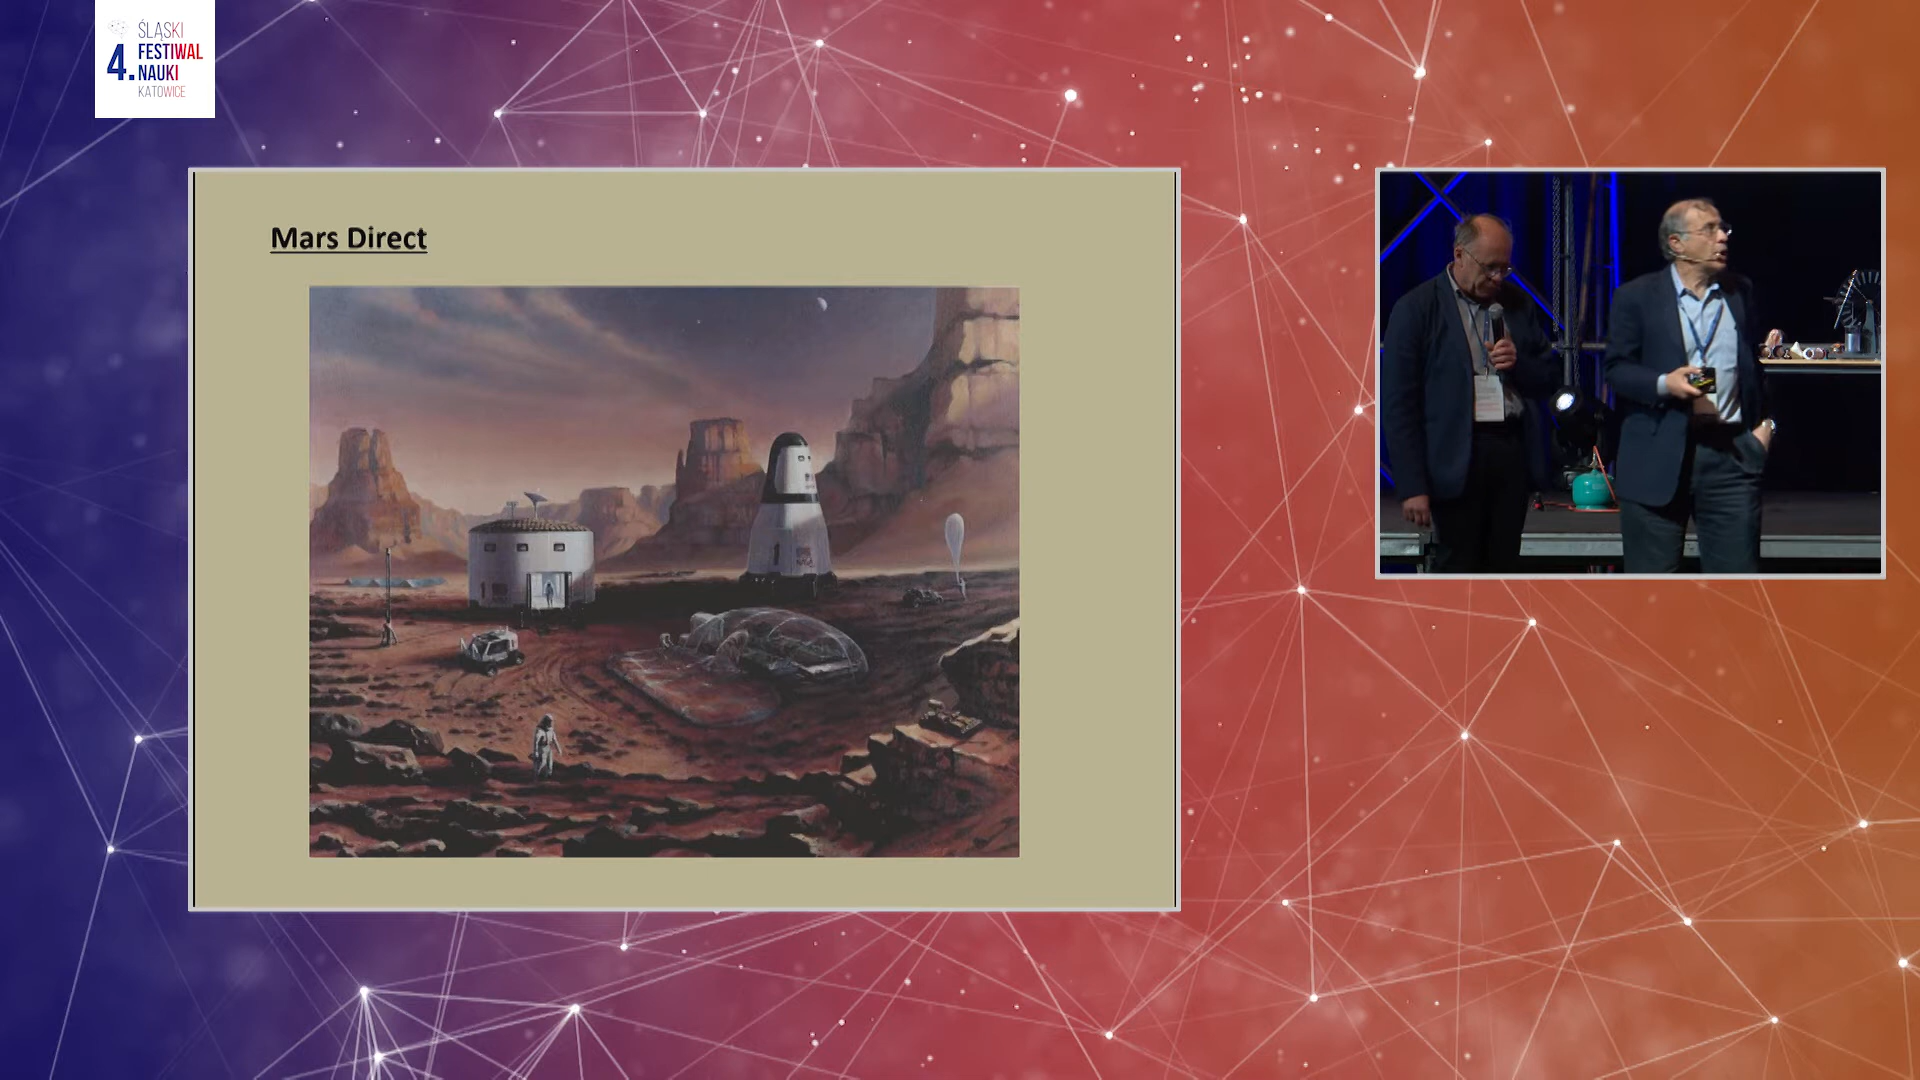 ŚLĄSKI
4. FESTIWAL
NAUKI
KATOWICE
Mars Direct